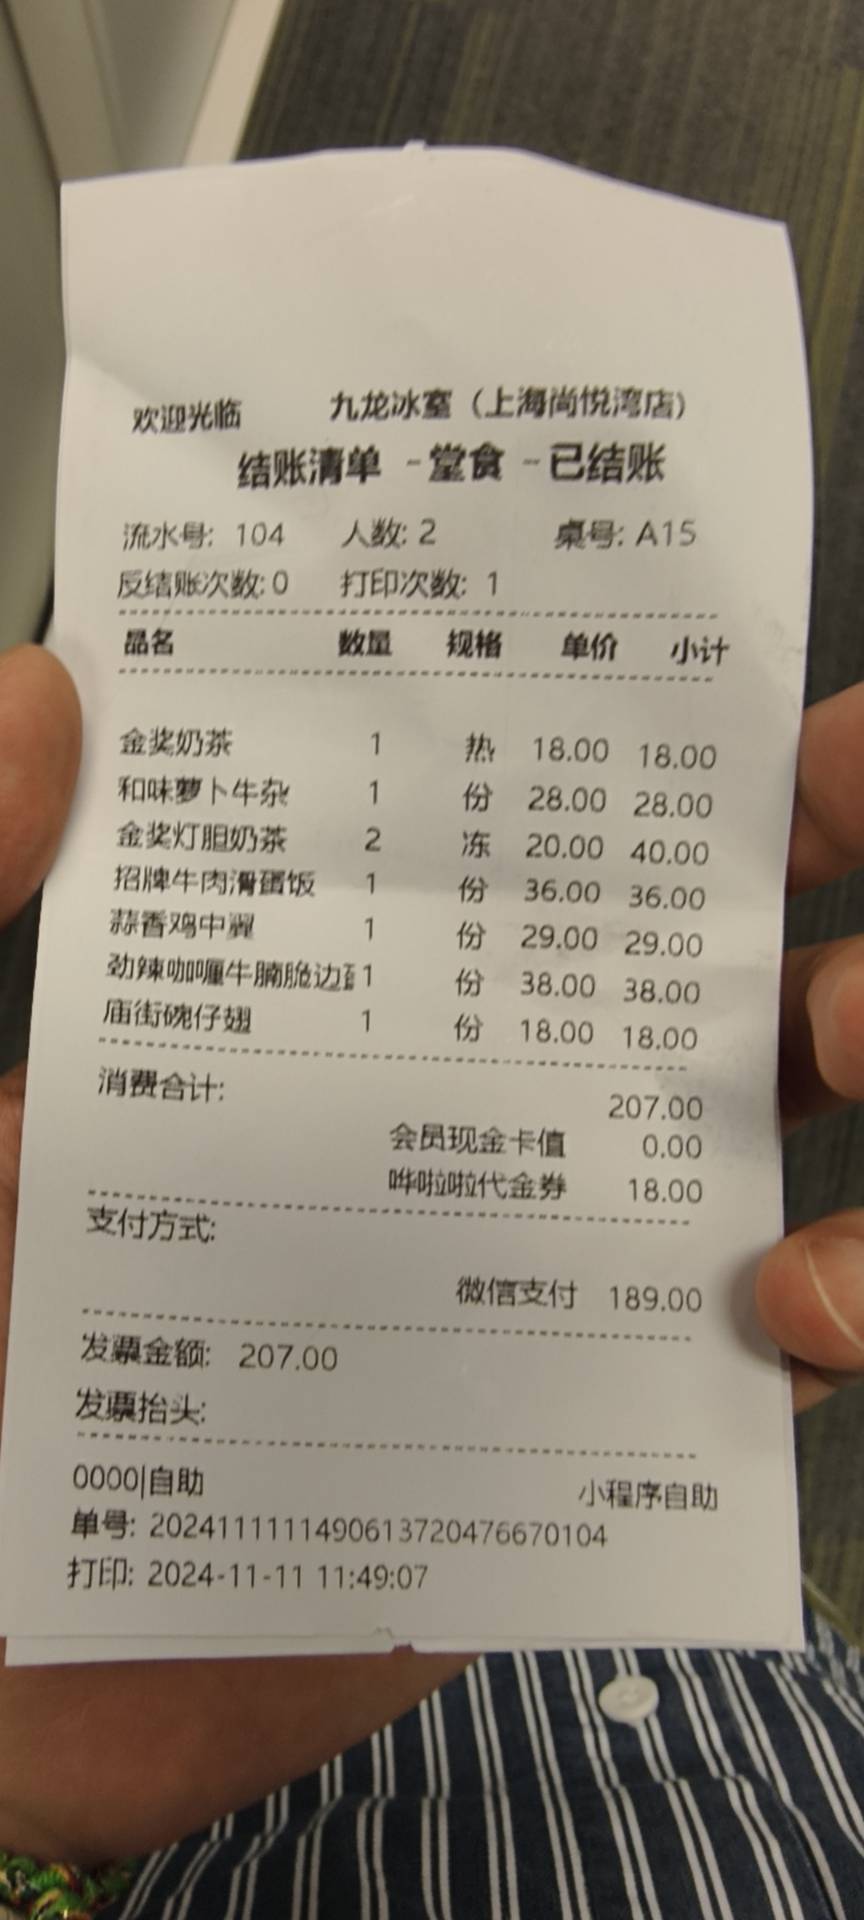 欢迎光临 九龙冰室（上海尚悦湾店）
结账清单 -堂食 -已结账
流水号: 104 人数: 2 桌号: A15
反结账次数: 0 打印次数: 1
品名 数量 规格 单价 小计
金奖奶茶 1 热 18.00 18.00
和味萝卜牛杂 1 份 28.00 28.00
金奖灯胆奶茶 2 冻 20.00 40.00
招牌牛肉滑蛋饭 1 份 36.00 36.00
蒜香鸡中翼 1 份 29.00 29.00
劲辣咖喱牛腩脆边 1 份 38.00 38.00
庙街碗仔翅 1 份 18.00 18.00
消费合计:
207.00
会员现金卡值 0.00
哗啦啦代金券 18.00
支付方式:
微信支付 189.00
发票金额: 207.00
发票抬头:
0000|自助 小程序自助
单号: 20241111114906137204766​70104
打印: 2024-11-11 11:49:07